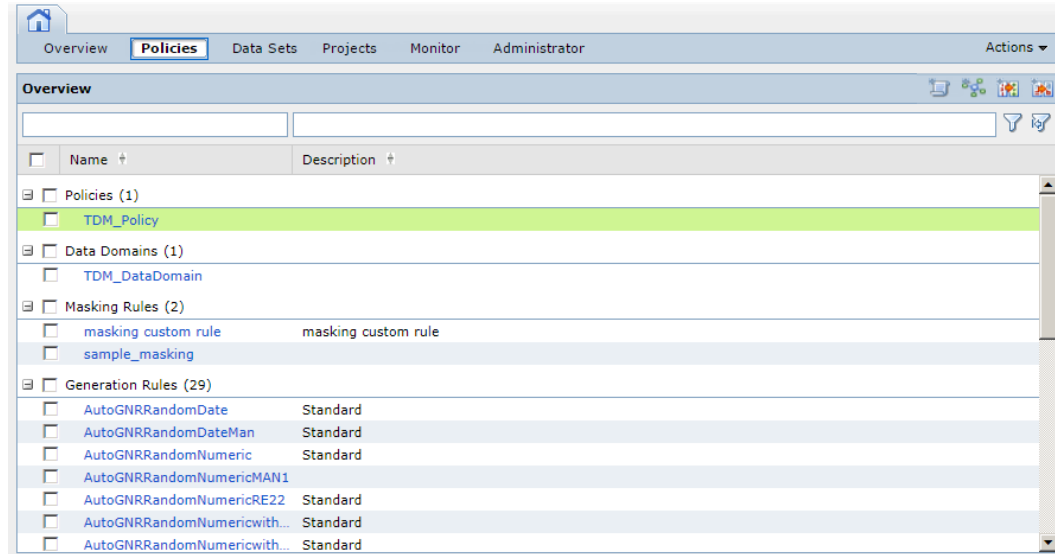 Overview Policies Data Sets Projects Monitor Administrator Actions
Overview
Name Description
Policies (1)
TDM_Policy
Data Domains (1)
TDM_DataDomain
Masking Rules (2)
masking custom rule masking custom rule
sample_masking
Generation Rules (29)
AutoGNRRandomDate Standard
AutoGNRRandomDateMan Standard
AutoGNRRandomNumeric Standard
AutoGNRRandomNumericMAN1
AutoGNRRandomNumericRE22 Standard
AutoGNRRandomNumericwith... Standard
AutoGNRRandomNumericwith... Standard